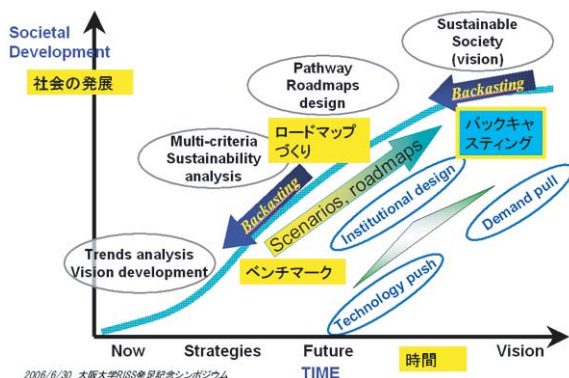 Societal
Development
社会の発展
Sustainable
Society
(vision)
Backasting
バックキャ
スティング
Pathway
Roadmaps
design
ロードマップ
づくり
Multi-criteria
Sustainability
analysis
Backasting
Scenarios, roadmaps
Institutional design
Demand pull
Technology push
Trends analysis
Vision development
ベンチマーク
Now
Strategies
Future
時間
Vision
TIME
2006/6/30 大阪大学RISS発足記念シンポジウム